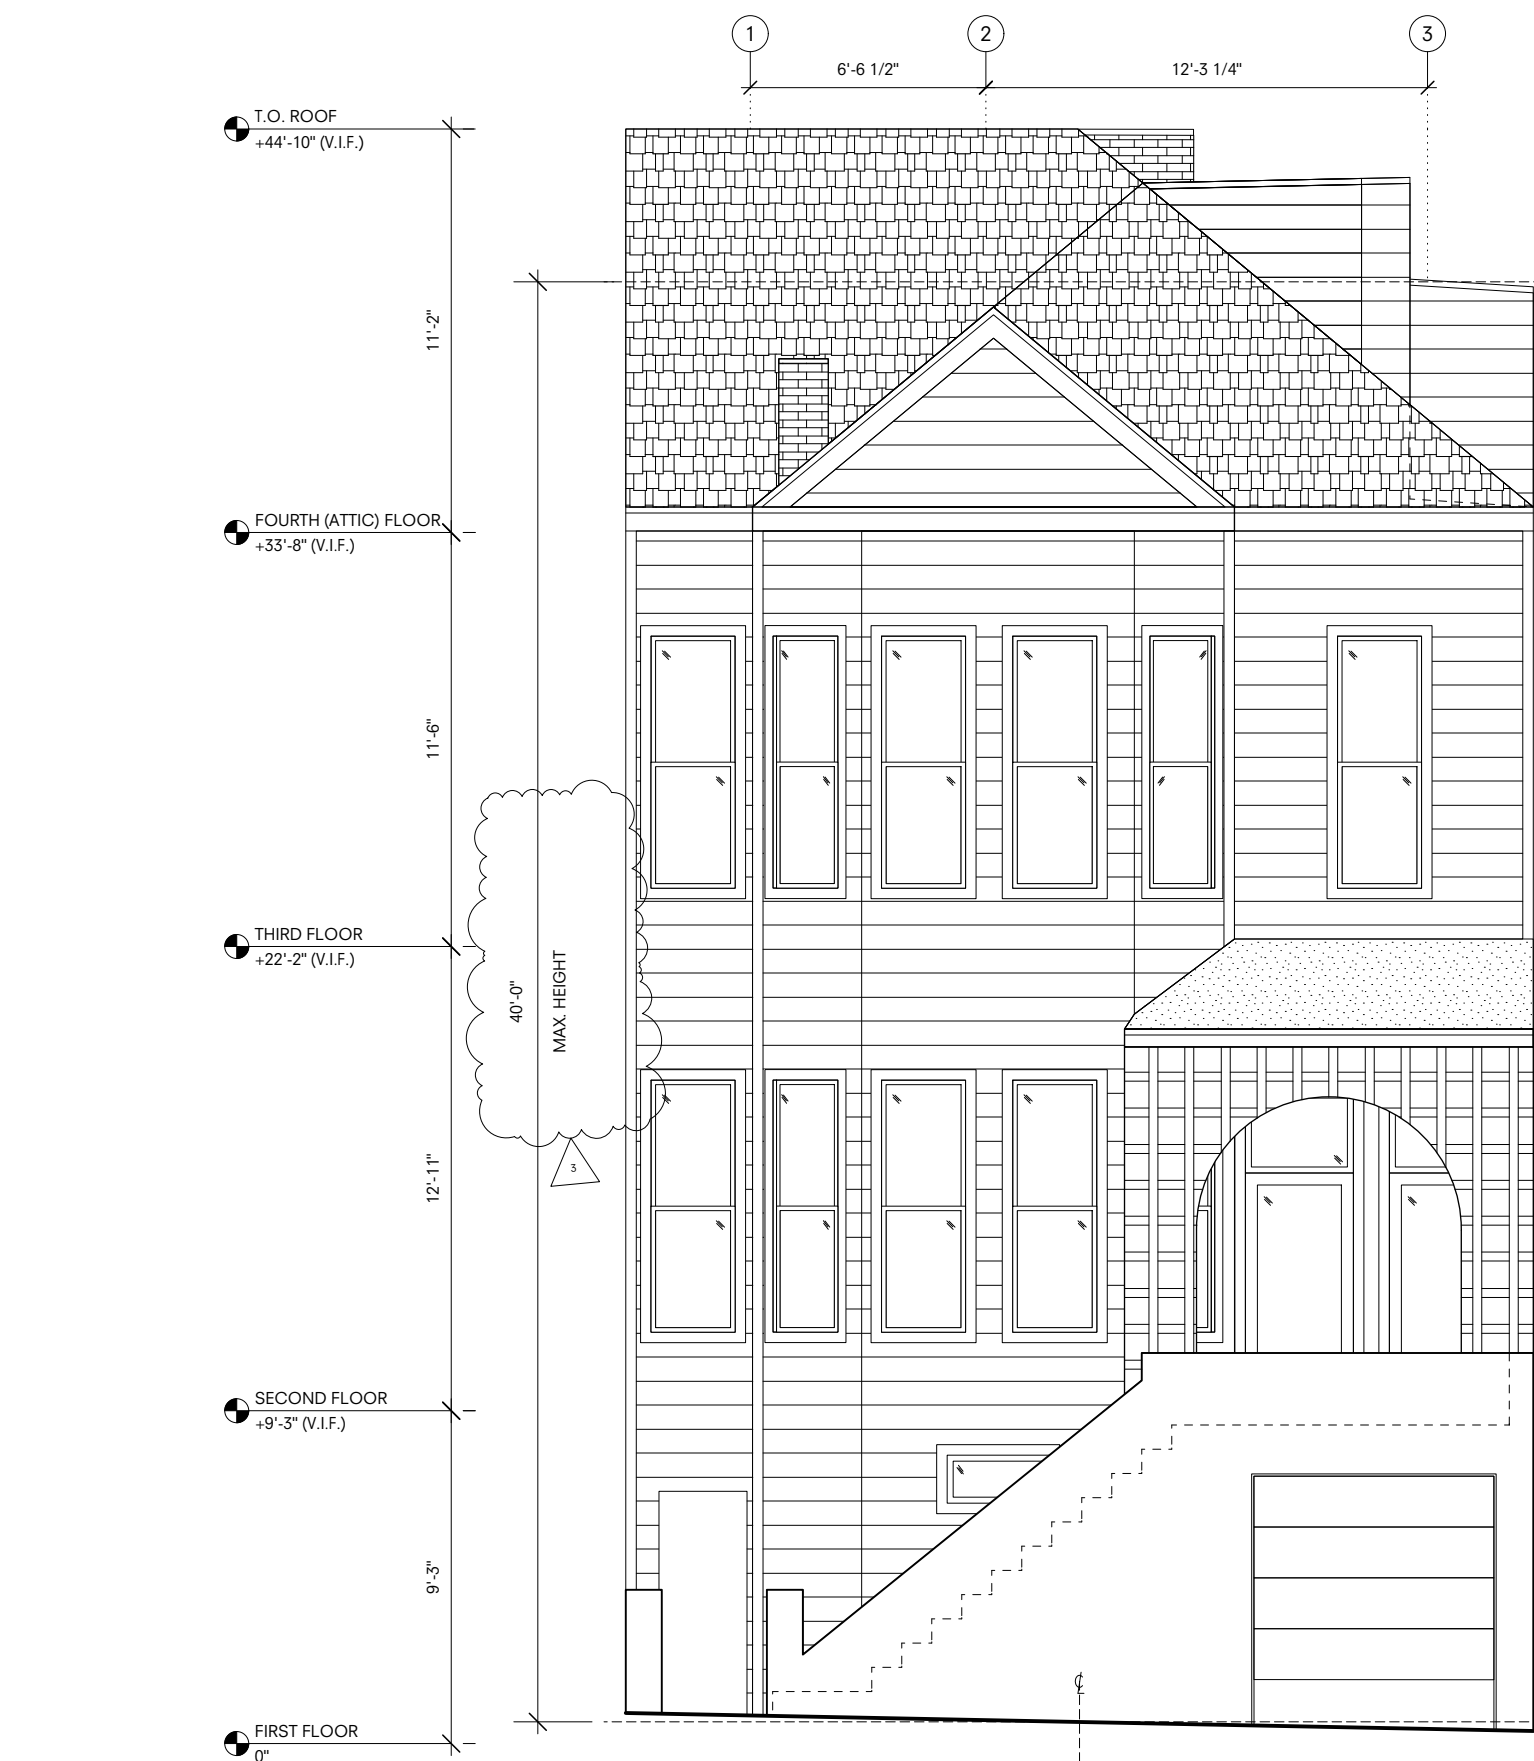 1
2
3
6'-6 1/2"
12'-3 1/4"
T.O. ROOF
+44'-10" (V.I.F.)
11'-2"
FOURTH (ATTIC) FLOOR
+33'-8" (V.I.F.)
11'-6"
THIRD FLOOR
+22'-2" (V.I.F.)
40'-0"
MAX. HEIGHT
3
12'-11"
SECOND FLOOR
+9'-3" (V.I.F.)
9'-3"
℄
FIRST FLOOR
0"